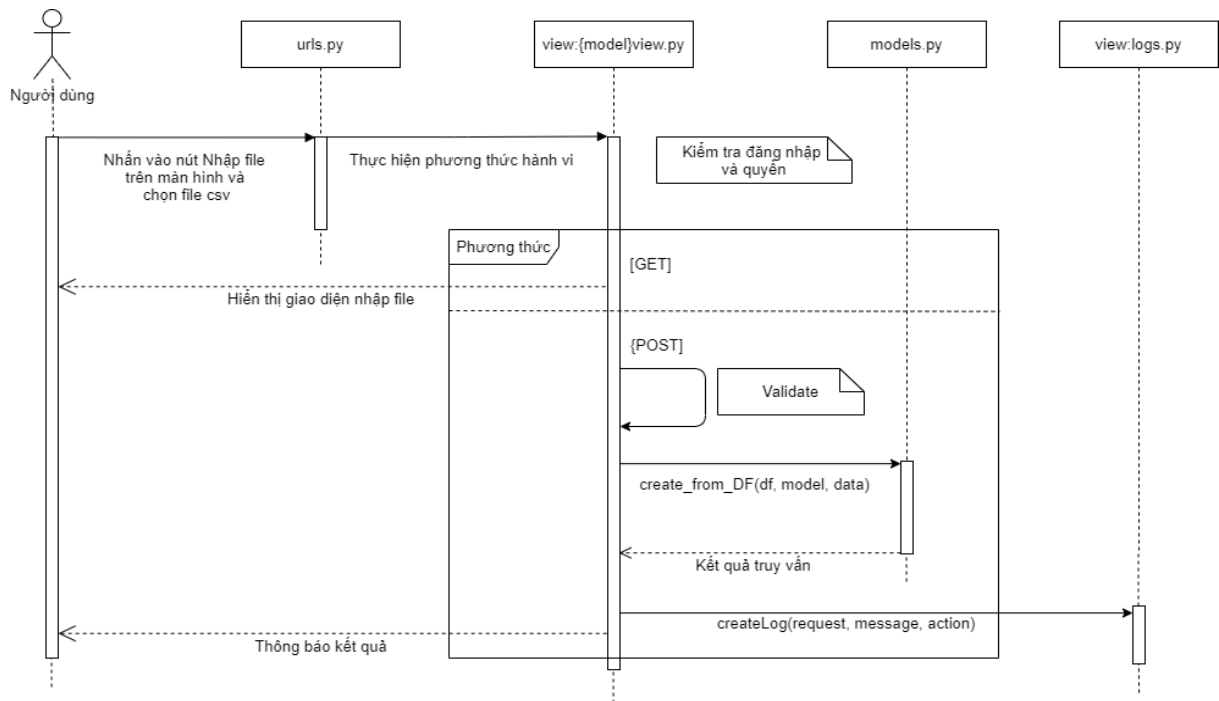 urls.py
view:{model}view.py
models.py
view:logs.py
Người dùng
Nhấn vào nút Nhập file
trên màn hình và
chọn file csv
Thực hiện phương thức hành vi
Kiểm tra đăng nhập
và quyền
Phương thức
[GET]
Hiển thị giao diện nhập file
{POST]
Validate
create_from_DF(df, model, data)
Kết quả truy vấn
createLog(request, message, action)
Thông báo kết quả